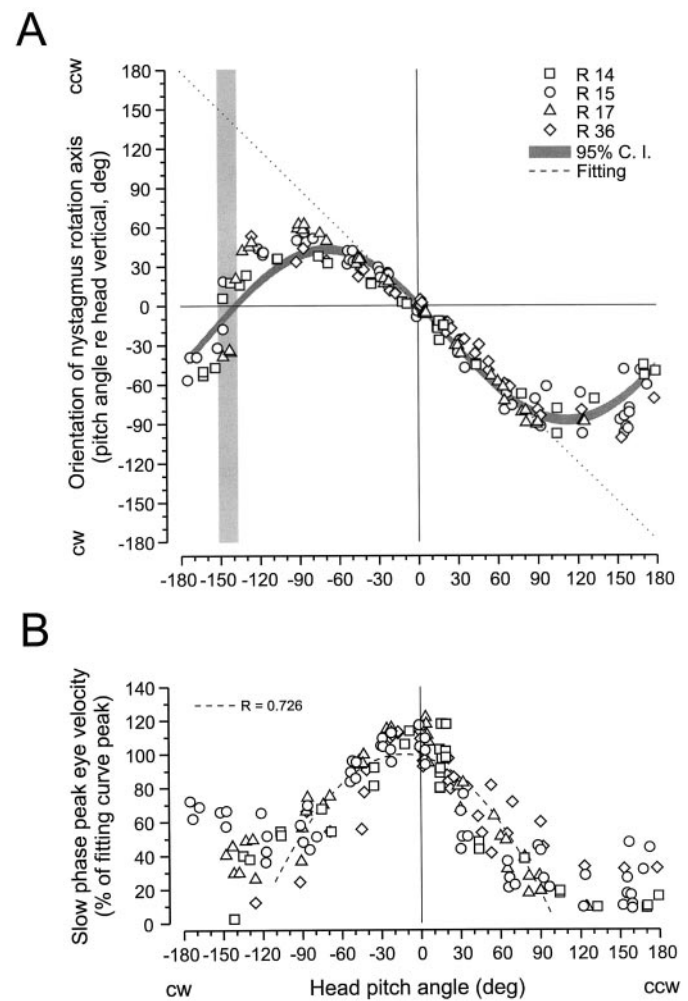 A
ccw
cw
Orientation of nystagmus rotation axis
(pitch angle re head vertical, deg)
180
150
120
90
60
30
0
-30
-60
-90
-120
-150
-180
R 14
R 15
R 17
R 36
95% C. I.
Fitting
-180 -150 -120 -90 -60 -30 0 30 60 90 120 150 180
B
Slow phase peak eye velocity
(% of fitting curve peak)
140
120
100
80
60
40
20
0
R = 0.726
-180 -150 -120 -90 -60 -30 0 30 60 90 120 150 180
cw Head pitch angle (deg) ccw